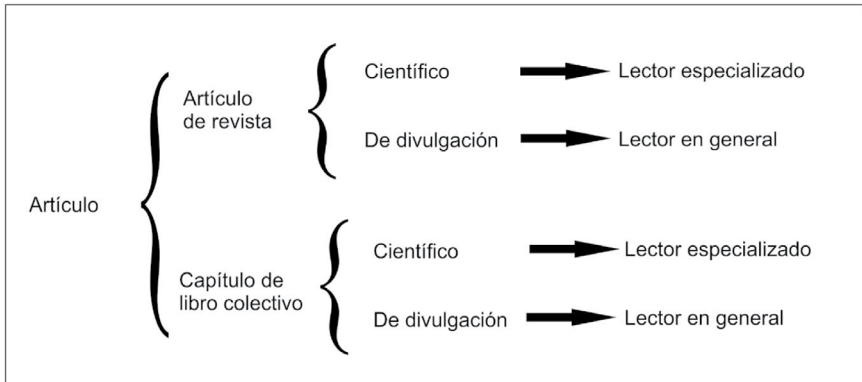 Artículo
Artículo
de revista
Científico
Lector especializado
De divulgación
Lector en general
Capítulo de
libro colectivo
Científico
Lector especializado
De divulgación
Lector en general